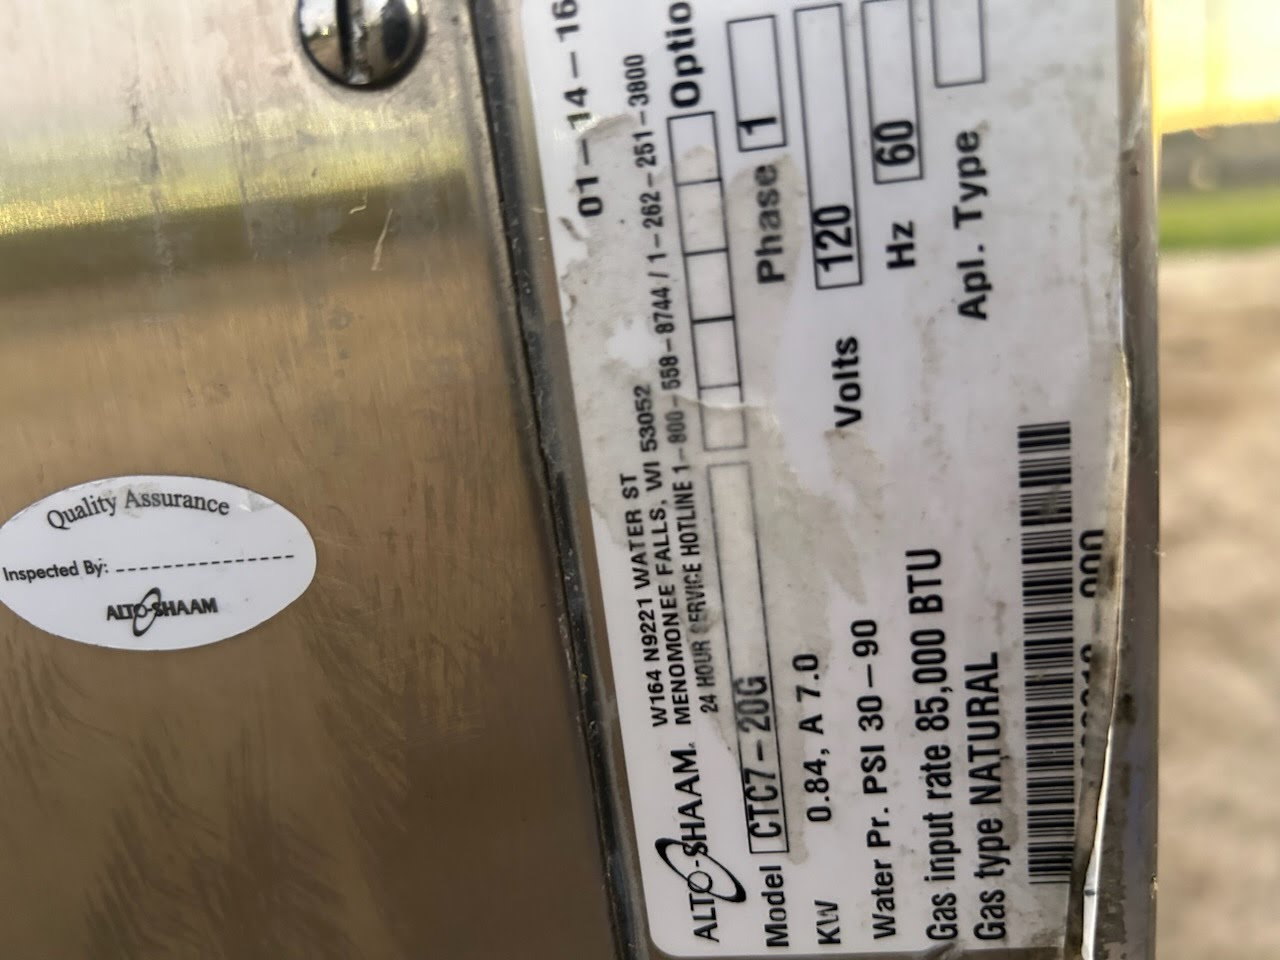 Quality Assurance
Inspected By:
ALTO-SHAAM
01-14-16
W164 N9221 WATER ST
MENOMONEE FALLS, WI 53052
24 HOUR SERVICE HOTLINE 1-800-558-8744 / 1-262-251-3800
ALTO-SHAAM.
Model CTC7-20G Optio
KW 0.84, A 7.0 Phase 1
Water Pr. PSI 30-90 Volts 120
Hz 60
Gas input rate 85,000 BTU
Gas type NATURAL Apl. Type
000